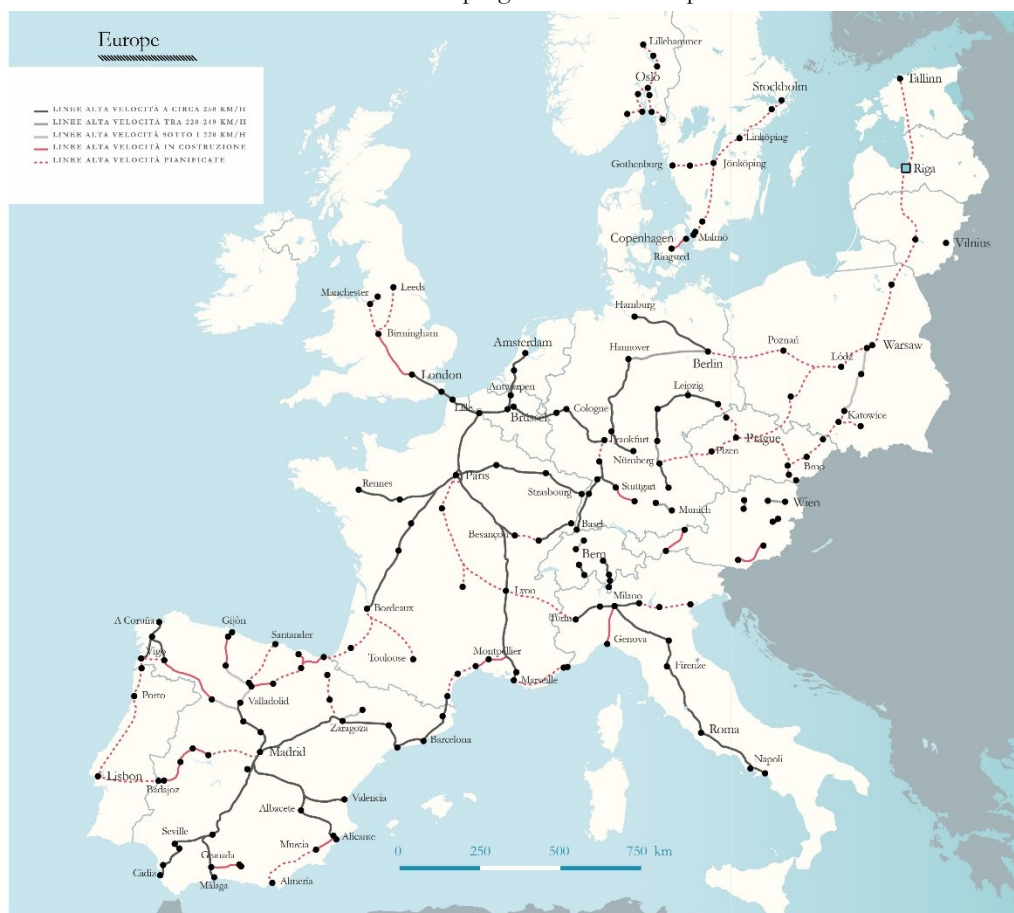 Europe
LINEE ALTA VELOCITÀ A CIRCA 250 KM/H
LINEE ALTA VELOCITÀ TRA 220-249 KM/H
LINEE ALTA VELOCITÀ SOTTO I 220 KM/H
LINEE ALTA VELOCITÀ IN COSTRUZIONE
LINEE ALTA VELOCITÀ PIANIFICATE
Lillehammer
Oslo
Stockholm
Tallinn
Linköping
Gothenburg
Jönköping
Riga
Copenhagen
Malmö
Ringsted
Vilnius
Manchester
Leeds
Birmingham
London
Hamburg
Amsterdam
Hannover
Berlin
Poznań
Łódź
Warsaw
Antwerpen
Lille
Brussel
Cologne
Leipzig
Katowice
Frankfurt
Prague
Nürnberg
Plzen
Brno
Paris
Rennes
Strasbourg
Stuttgart
Munich
Wien
Besançon
Basel
Bern
Lyon
Milano
Turin
Bordeaux
Genova
A Coruña
Gijón
Santander
Vigo
Toulouse
Montpellier
Marseille
Firenze
Porto
Valladolid
Zaragoza
Barcelona
Roma
Madrid
Napoli
Lisbon
Badajoz
Valencia
Albacete
Seville
Alicante
Murcia
Granada
Cádiz
Málaga
Almería
0 250 500 750 km